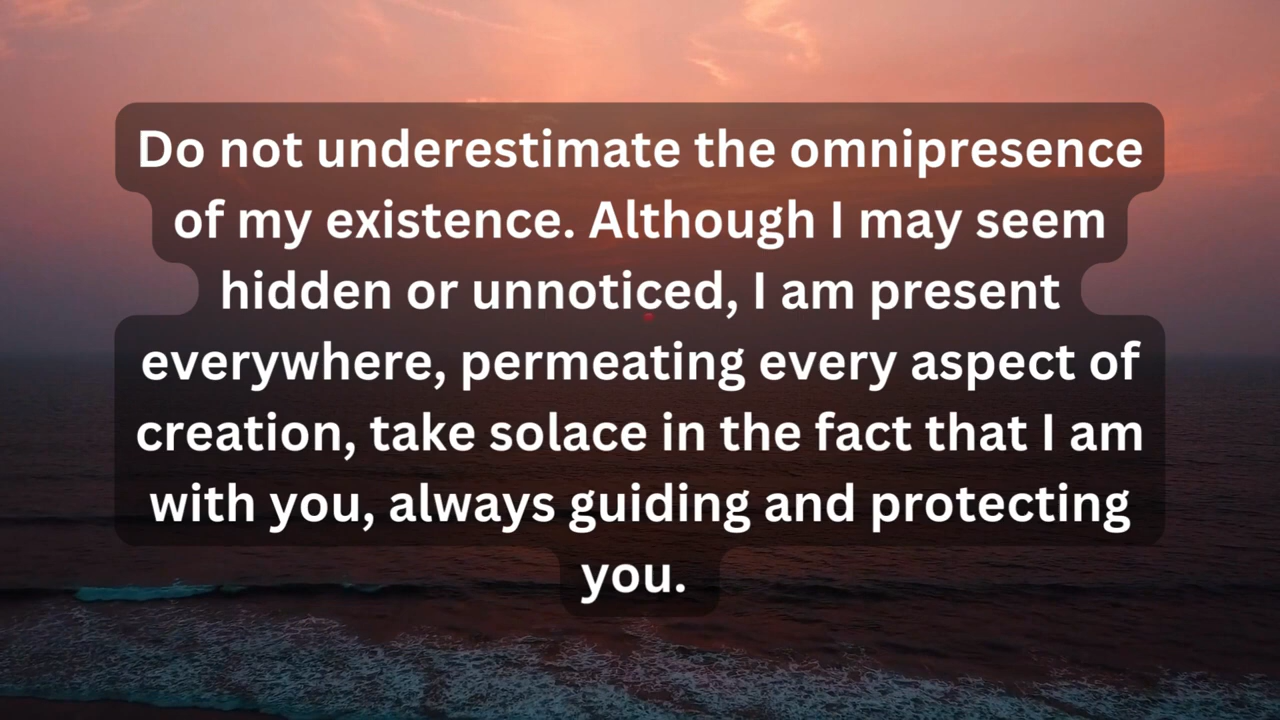 Do not underestimate the omnipresence
of my existence. Although I may seem
hidden or unnoticed, I am present
everywhere, permeating every aspect of
creation, take solace in the fact that I am
with you, always guiding and protecting
you.